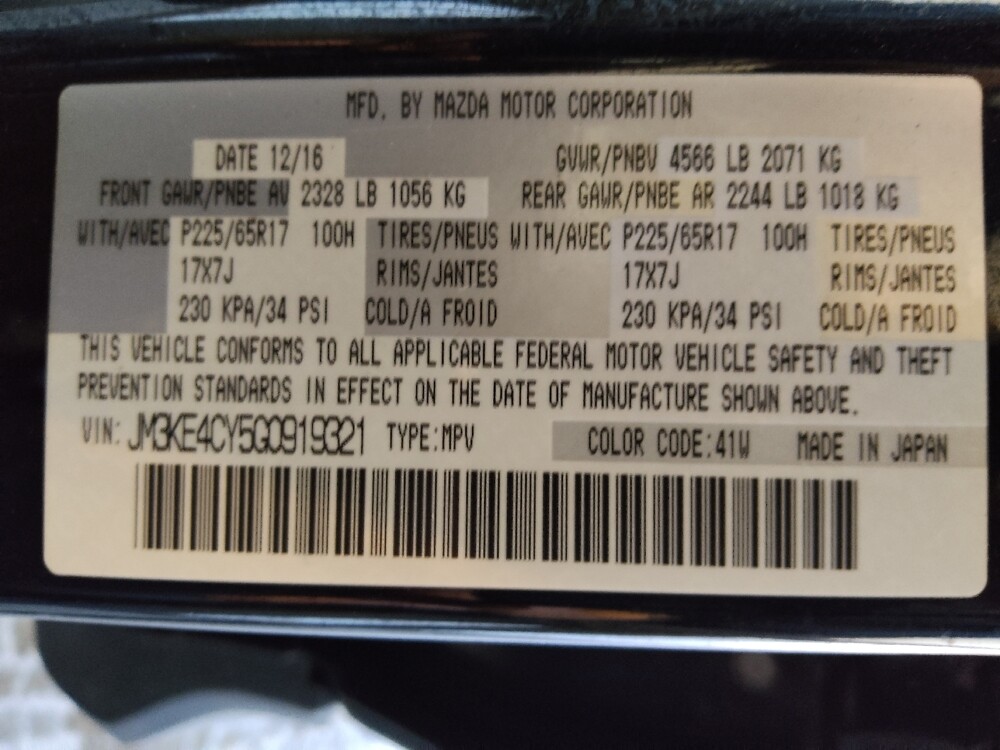 MFD. BY MAZDA MOTOR CORPORATION
DATE 12/16 GVWR/PNBV 4566 LB 2071 KG
FRONT GAWR/PNBE AV 2328 LB 1056 KG REAR GAWR/PNBE AR 2244 LB 1018 KG
WITH/AVEC P225/65R17 100H TIRES/PNEUS WITH/AVEC P225/65R17 100H TIRES/PNEUS
17X7J RIMS/JANTES 17X7J RIMS/JANTES
230 KPA/34 PSI COLD/A FROID 230 KPA/34 PSI COLD/A FROID
THIS VEHICLE CONFORMS TO ALL APPLICABLE FEDERAL MOTOR VEHICLE SAFETY AND THEFT
PREVENTION STANDARDS IN EFFECT ON THE DATE OF MANUFACTURE SHOWN ABOVE.
VIN: JM3KE4CY5G0919321 TYPE:MPV COLOR CODE:41W MADE IN JAPAN